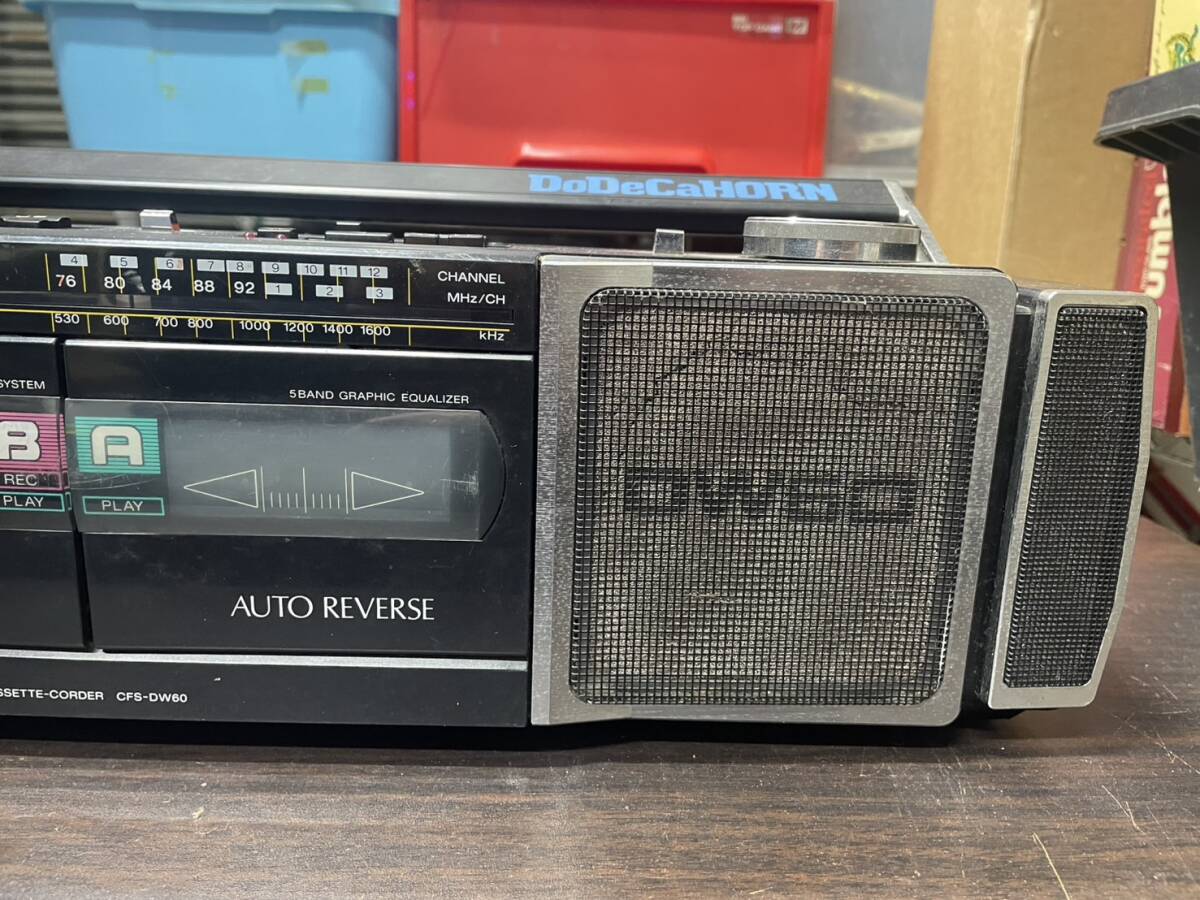 DoDeCaHORN
4 5 6 7 8 9 10 11 12 CHANNEL
76 80 84 88 92 1 2 3 MHz/CH
530 600 700 800 1000 1200 1400 1600 kHz
SYSTEM
5 BAND GRAPHIC EQUALIZER
B
REC
PLAY
A
PLAY
AUTO REVERSE
SSETTE-CORDER CFS-DW60